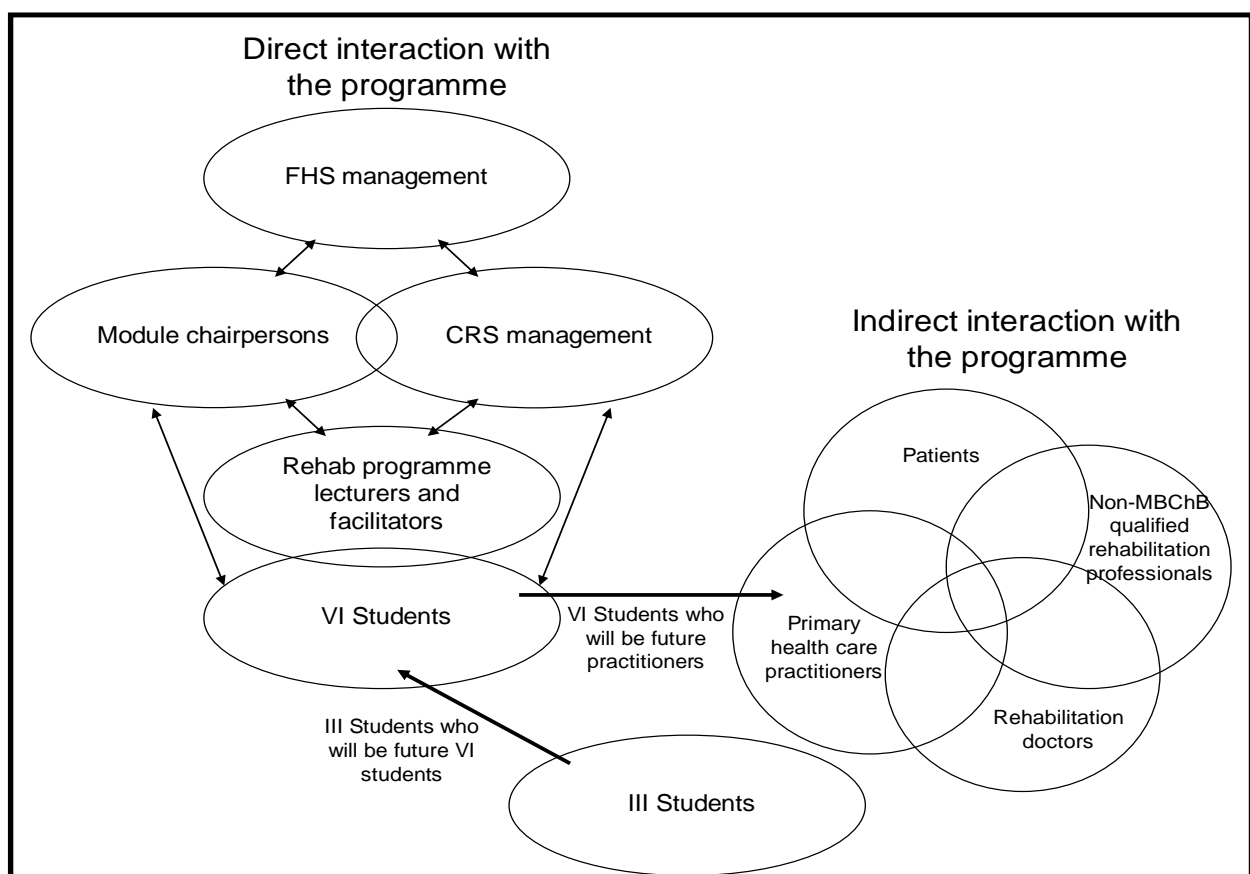 Direct interaction with
the programme
FHS management
Module chairpersons
CRS management
Rehab programme
lecturers and
facilitators
VI Students
VI Students who
will be future
practitioners
III Students who
will be future VI
students
III Students
Indirect interaction with
the programme
Patients
Non-MBChB
qualified
rehabilitation
professionals
Primary
health care
practitioners
Rehabilitation
doctors